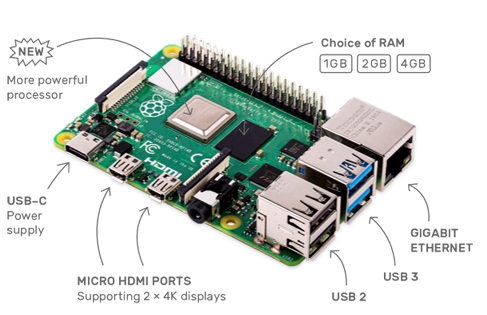 NEW
More powerful
processor
Choice of RAM
1GB 2GB 4GB
HDMI
USB–C
Power
supply
MICRO HDMI PORTS
Supporting 2 × 4K displays
GIGABIT
ETHERNET
USB 3
USB 2